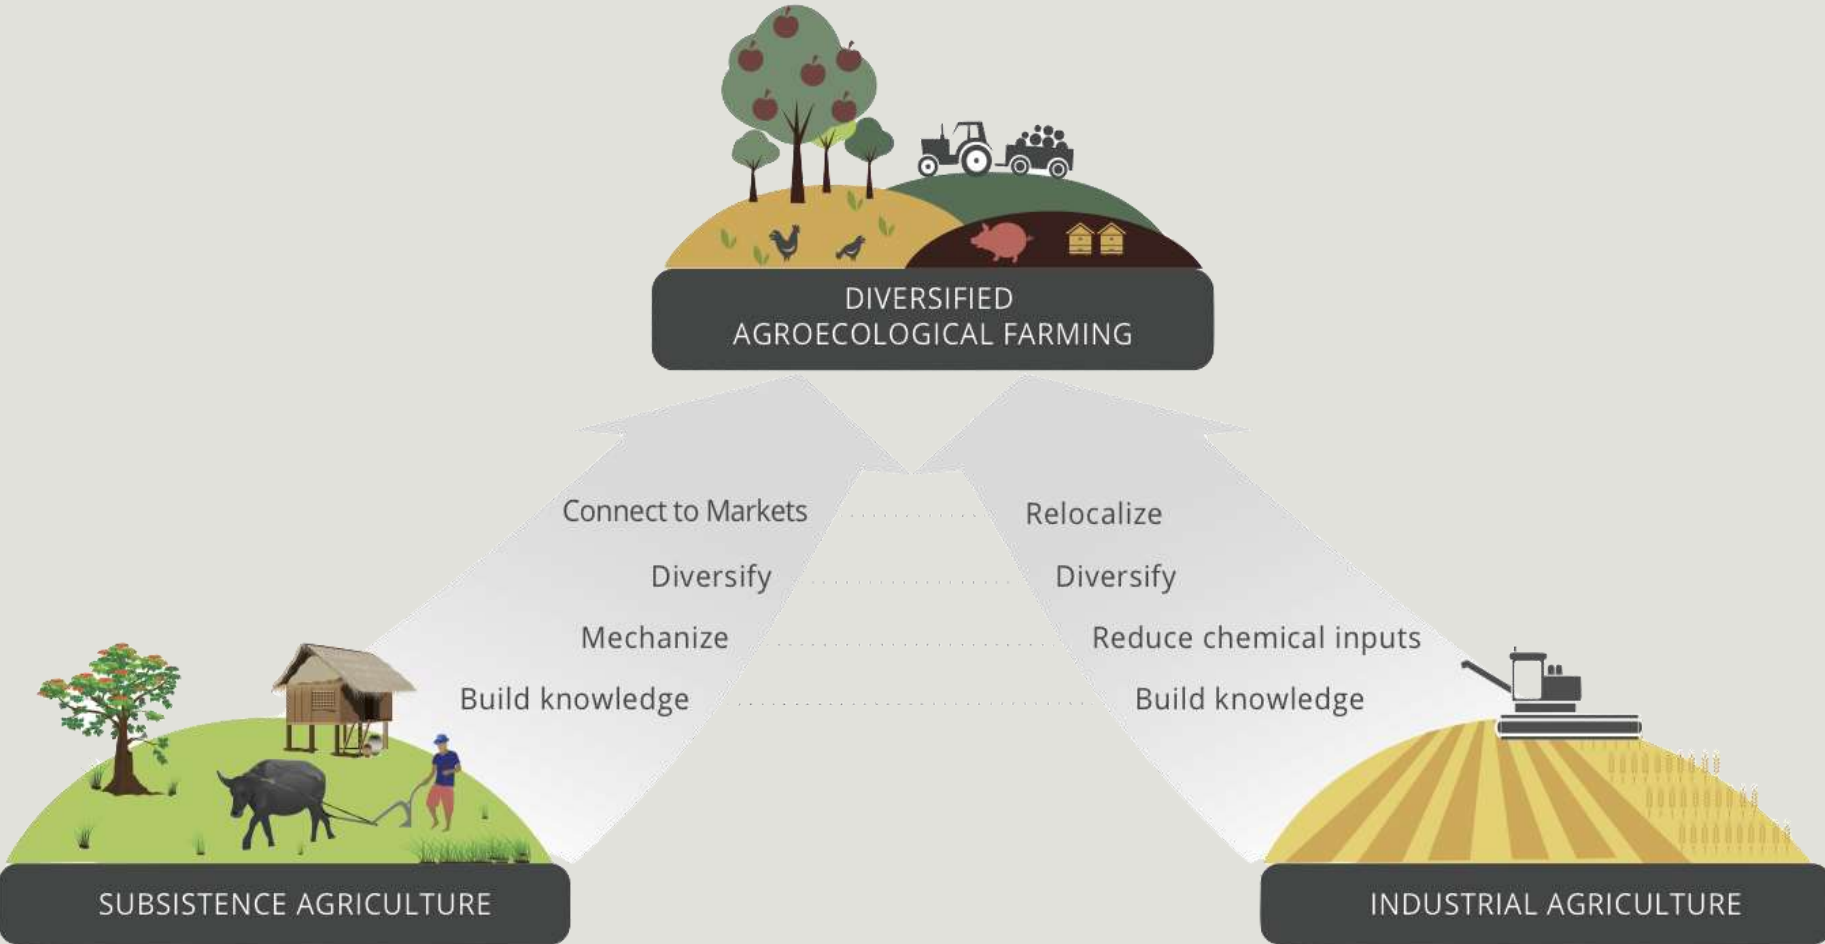 DIVERSIFIED
AGROECOLOGICAL FARMING
Connect to Markets
Relocalize
Diversify
Diversify
Mechanize
Reduce chemical inputs
Build knowledge
Build knowledge
SUBSISTENCE AGRICULTURE
INDUSTRIAL AGRICULTURE